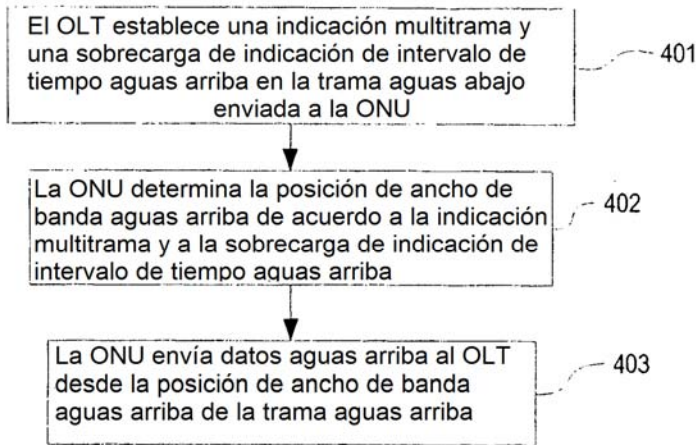 El OLT establece una indicación multitrama y
una sobrecarga de indicación de intervalo de
tiempo aguas arriba en la trama aguas abajo
enviada a la ONU
401
La ONU determina la posición de ancho de
banda aguas arriba de acuerdo a la indicación
multitrama y a la sobrecarga de indicación de
intervalo de tiempo aguas arriba
402
La ONU envía datos aguas arriba al OLT
desde la posición de ancho de banda
aguas arriba de la trama aguas arriba
403